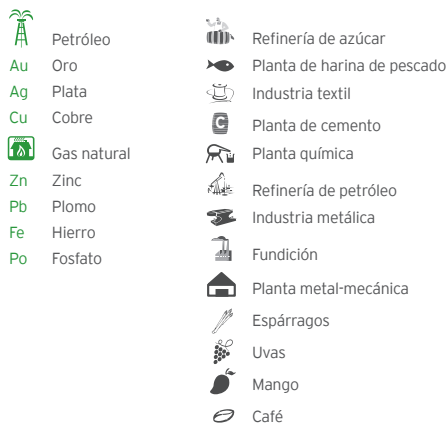 Petróleo
Au Oro
Ag Plata
Cu Cobre
Gas natural
Zn Zinc
Pb Plomo
Fe Hierro
Po Fosfato
Refinería de azúcar
Planta de harina de pescado
Industria textil
C Planta de cemento
Planta química
Refinería de petróleo
Industria metálica
Fundición
Planta metal-mecánica
Espárragos
Uvas
Mango
Café